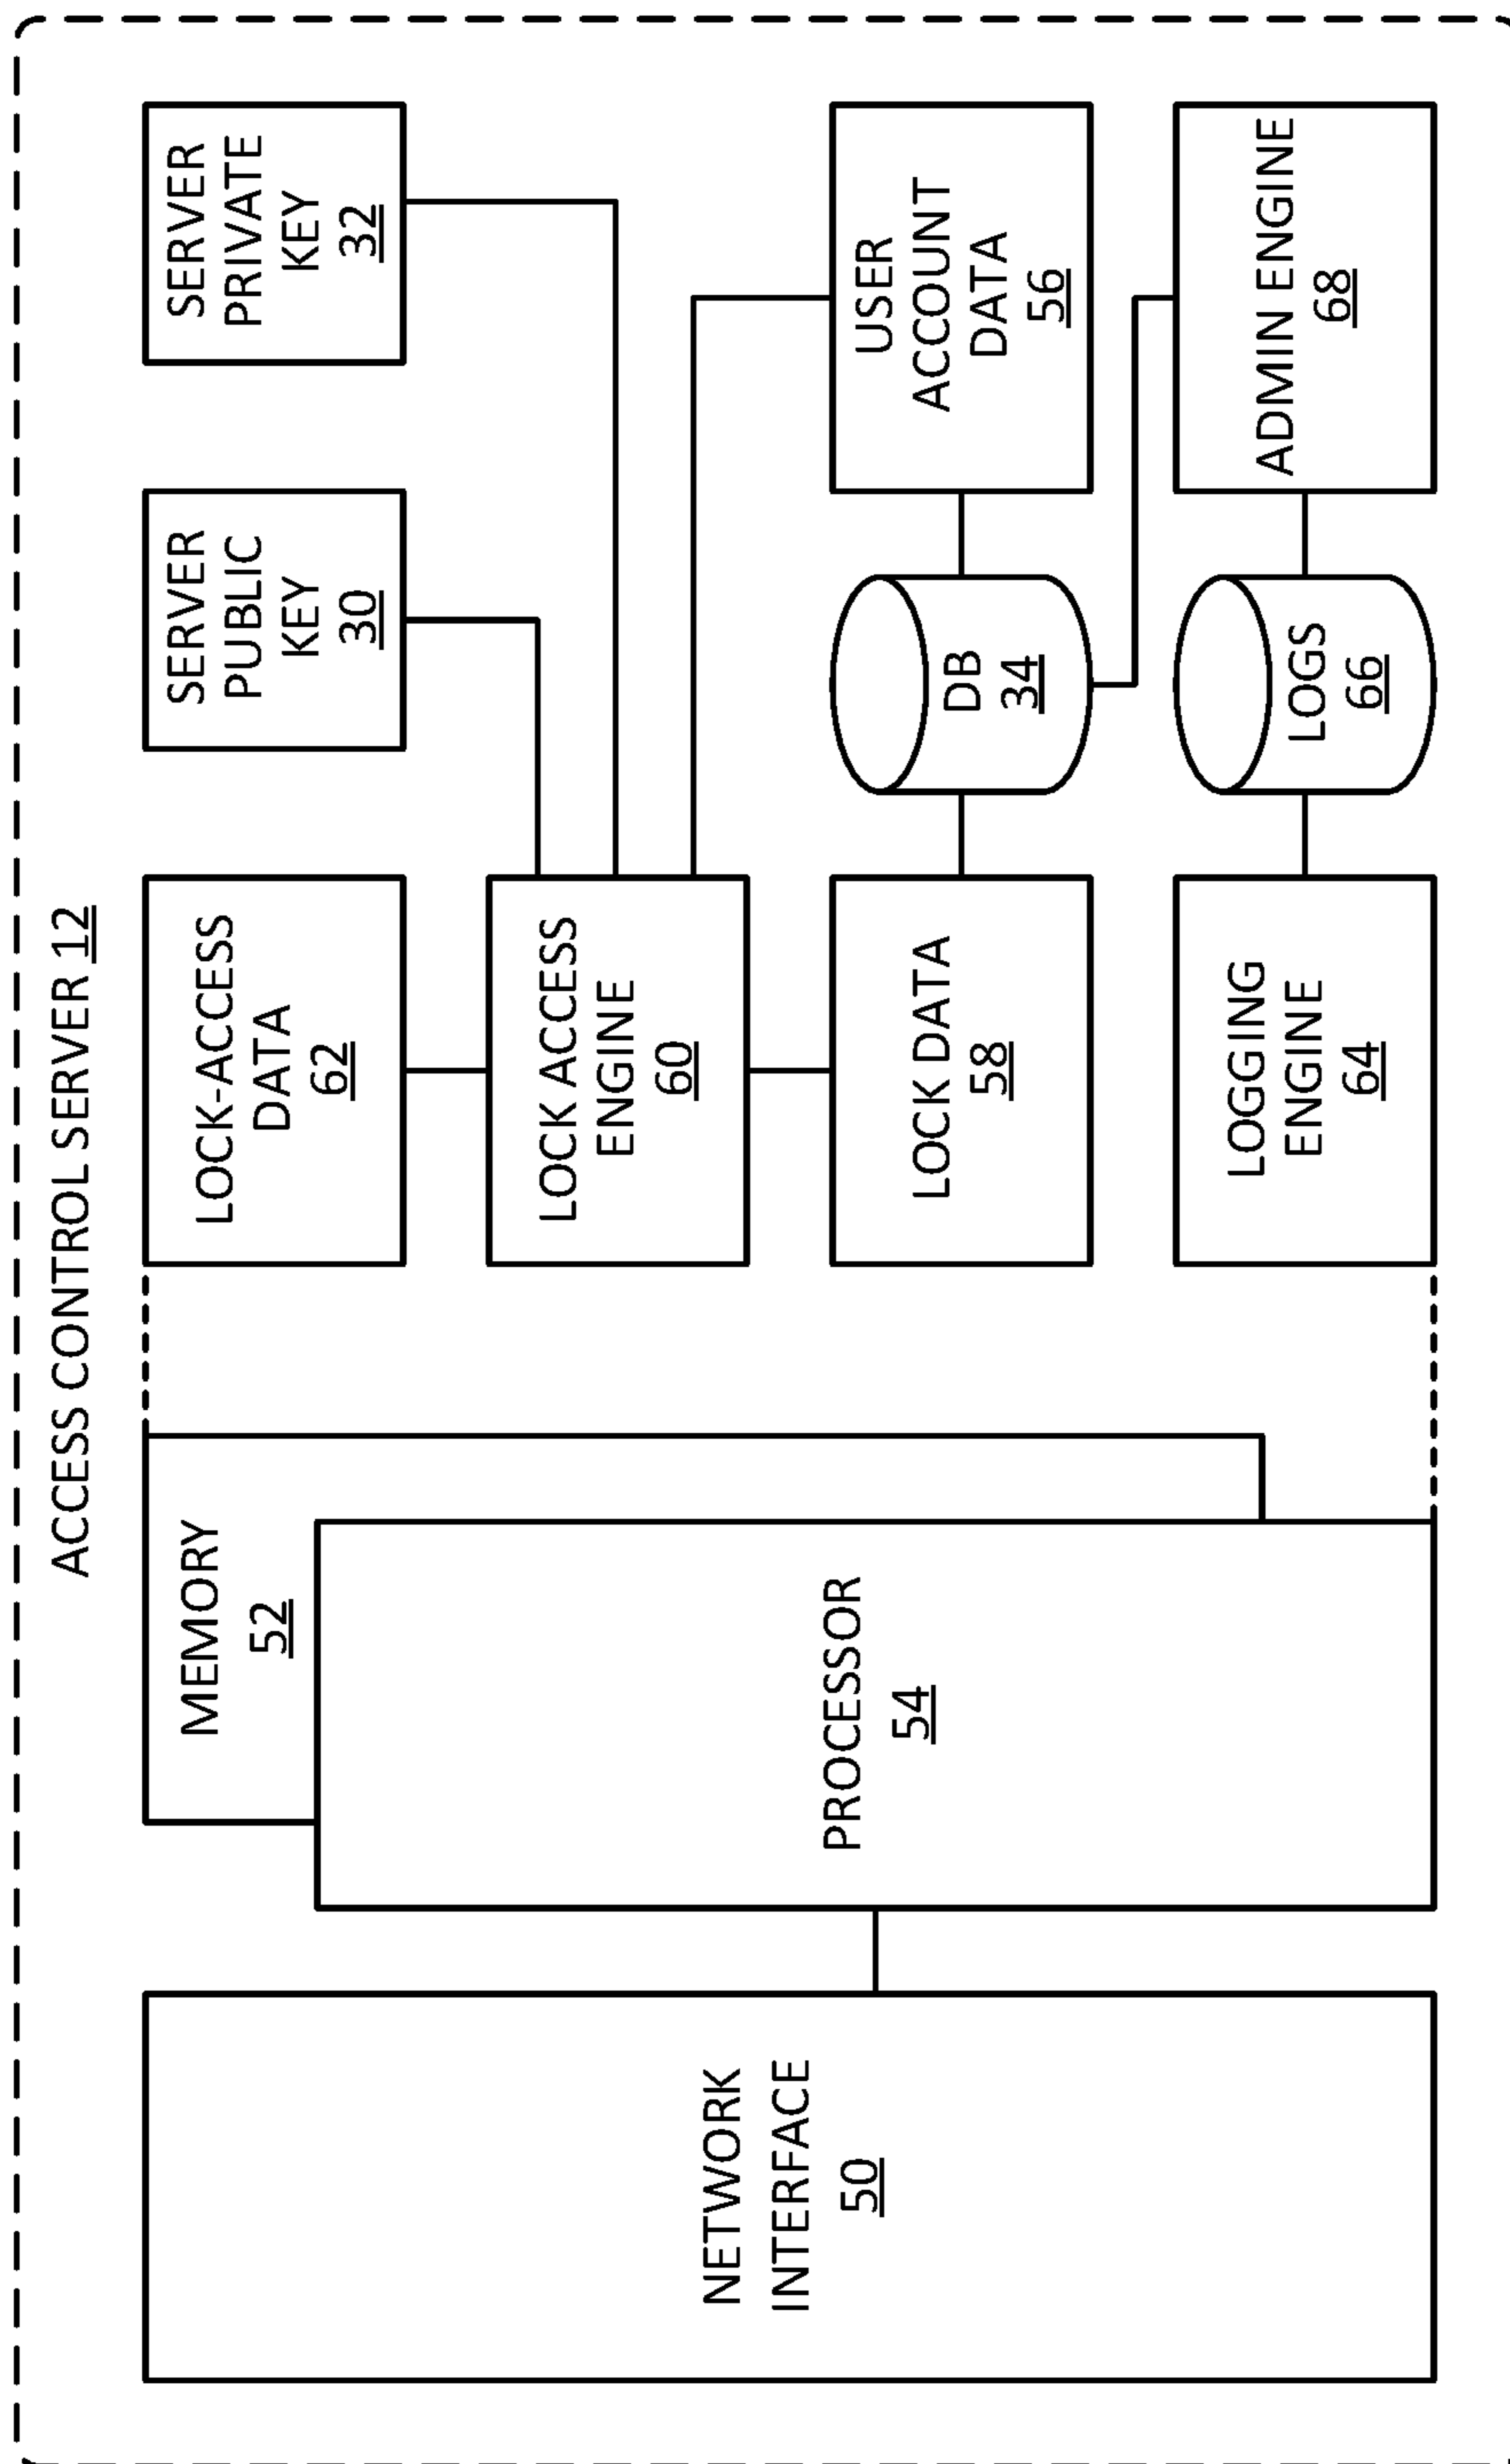 ACCESS CONTROL SERVER 12
NETWORK
INTERFACE
50
MEMORY
52
PROCESSOR
54
LOCK-ACCESS
DATA
62
SERVER
PUBLIC
KEY
30
SERVER
PRIVATE
KEY
32
LOCK ACCESS
ENGINE
60
LOCK DATA
58
DB
34
USER
ACCOUNT
DATA
56
LOGGING
ENGINE
64
LOGS
66
ADMIN ENGINE
68